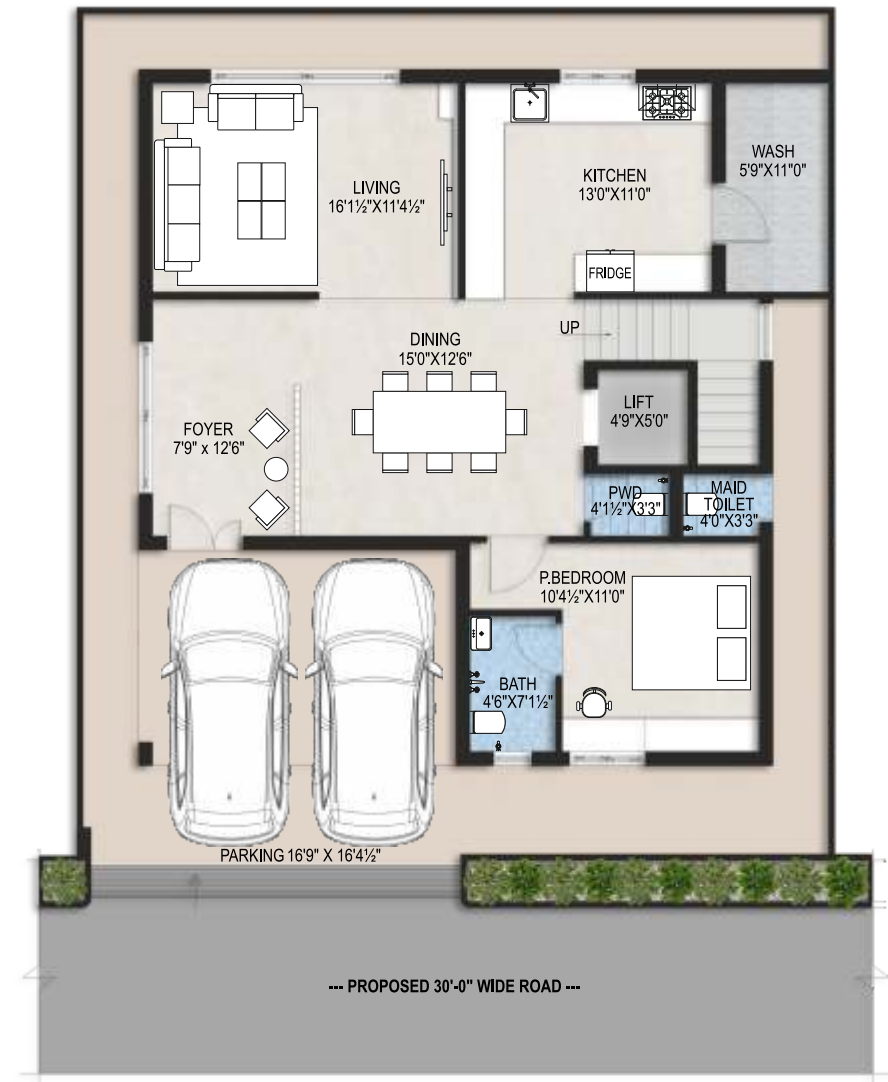 WASH
5'9"X11'0"
KITCHEN
13'0"X11'0"
LIVING
16'1½"X11'4½"
FRIDGE
UP
DINING
15'0"X12'6"
LIFT
4'9"X5'0"
FOYER
7'9" x 12'6"
PWD
4'1½"X3'3"
MAID
TOILET
4'0"X3'3"
P.BEDROOM
10'4½"X11'0"
BATH
4'6"X7'1½"
PARKING 16'9" X 16'4½"
--- PROPOSED 30'-0" WIDE ROAD ---